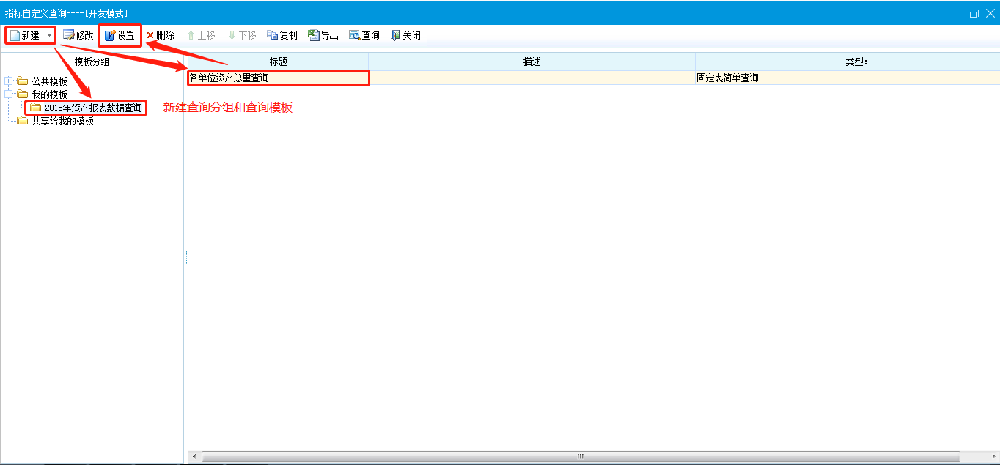 指标自定义查询----[开发模式]
新建 修改 设置 删除 上移 下移 复制 导出 查询 关闭
模板分组 标题 描述 类型:
各单位资产总量查询 固定表简单查询
公共模板
我的模板
2018年资产报表数据查询 新建查询分组和查询模板
共享给我的模板